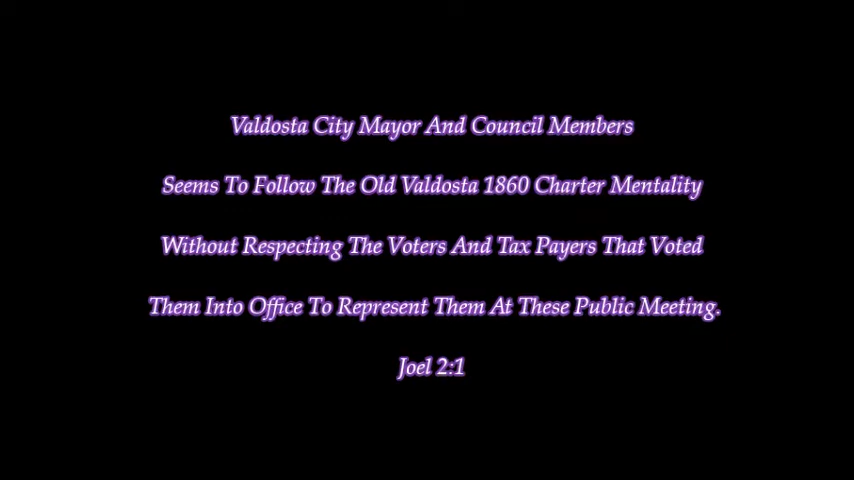 Valdosta City Mayor And Council Members
Seems To Follow The Old Valdosta 1860 Charter Mentality
Without Respecting The Voters And Tax Payers That Voted
Them Into Office To Represent Them At These Public Meeting.
Joel 2:1